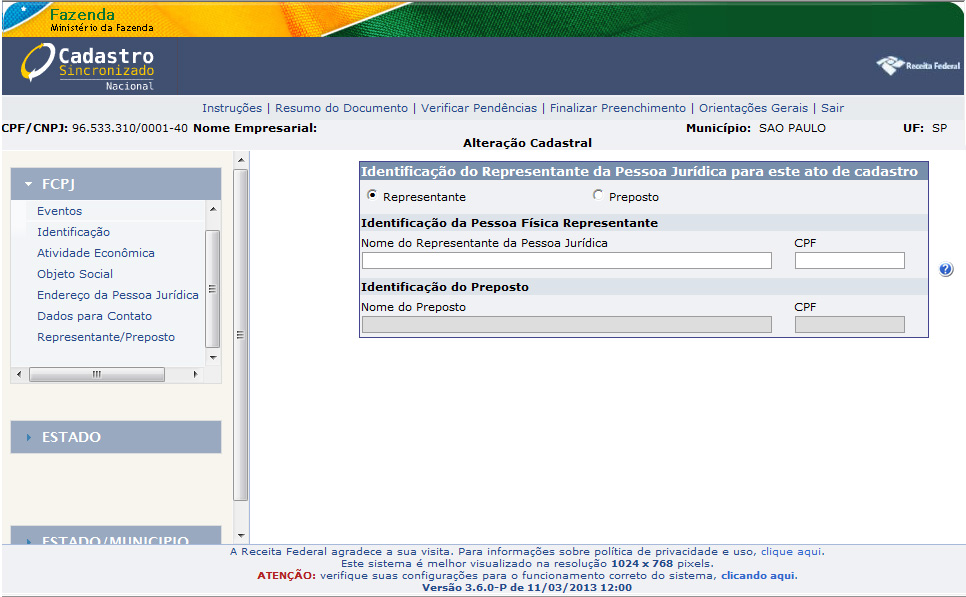 Fazenda
Ministério da Fazenda
Cadastro
Sincronizado
Nacional
Receita Federal
Instruções | Resumo do Documento | Verificar Pendências | Finalizar Preenchimento | Orientações Gerais | Sair
CPF/CNPJ: 96.533.310/0001-40 Nome Empresarial: Município: SAO PAULO UF: SP
Alteração Cadastral
FCPJ
Eventos
Identificação
Atividade Econômica
Objeto Social
Endereço da Pessoa Jurídica
Dados para Contato
Representante/Preposto
ESTADO
ESTADO/MUNICIPIO
Identificação do Representante da Pessoa Jurídica para este ato de cadastro
Representante Preposto
Identificação da Pessoa Física Representante
Nome do Representante da Pessoa Jurídica CPF
Identificação do Preposto
Nome do Preposto CPF
?
A Receita Federal agradece a sua visita. Para informações sobre política de privacidade e uso, clique aqui.
Este sistema é melhor visualizado na resolução 1024 x 768 pixels.
ATENÇÃO: verifique suas configurações para o funcionamento correto do sistema, clicando aqui.
Versão 3.6.0-P de 11/03/2013 12:00